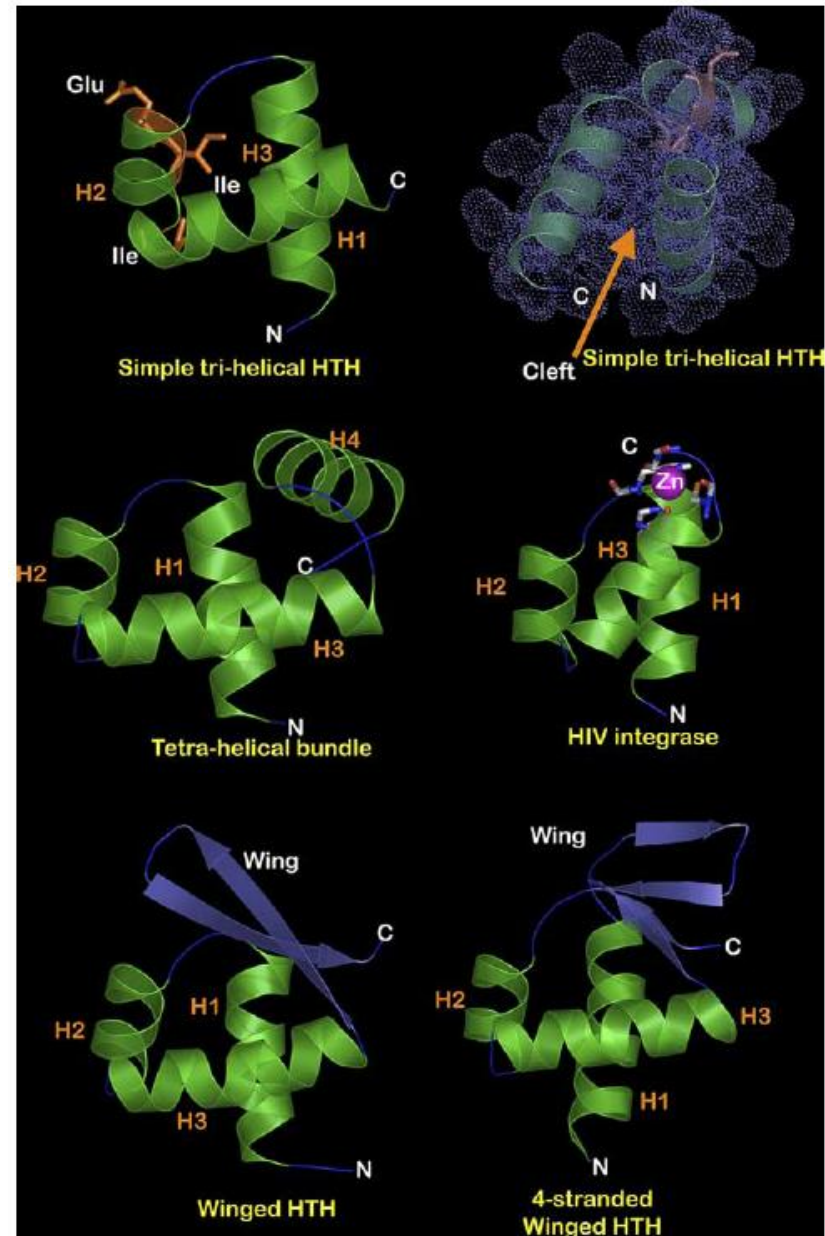 Glu
H3
Ile
C
H2
Ile
H1
N
Simple tri-helical HTH
C
N
Cleft
Simple tri-helical HTH
H4
H2
H1
C
H3
N
Tetra-helical bundle
C
Zn
H3
H2
H1
N
HIV integrase
Wing
C
H2
H1
H3
N
Winged HTH
Wing
C
H2
H3
H1
N
4-stranded
Winged HTH